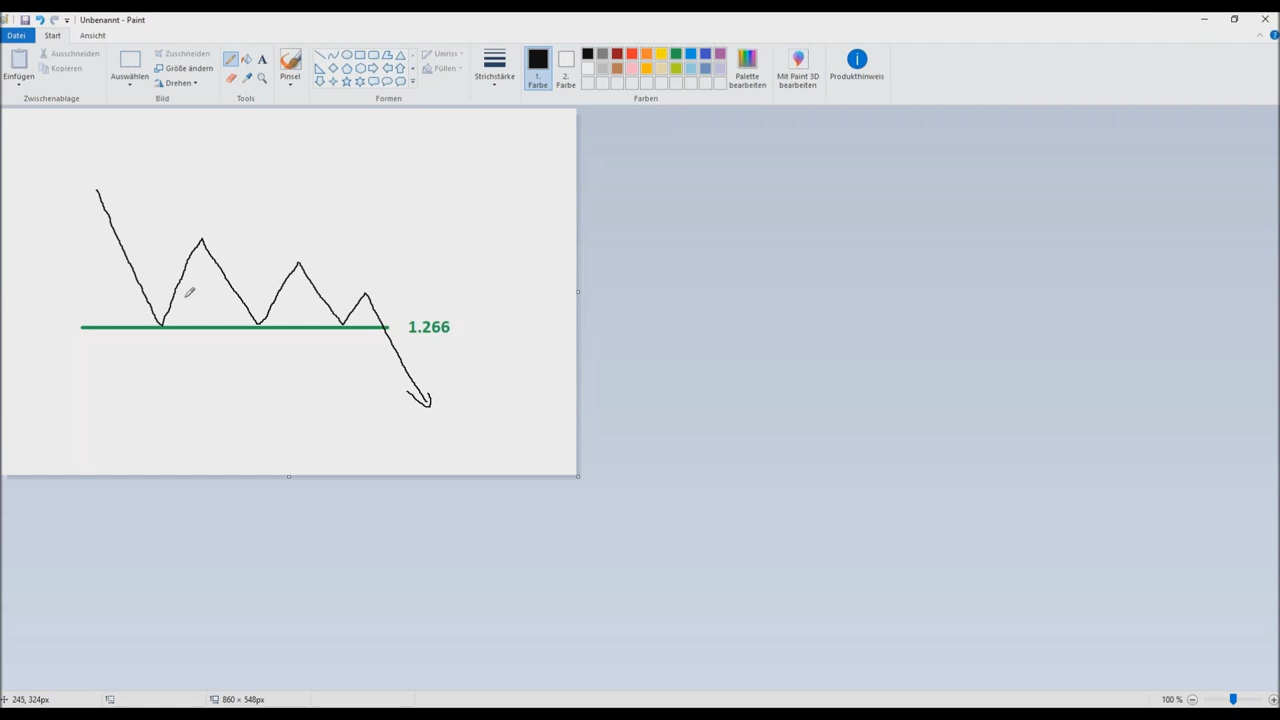 Unbenannt - Paint
Datei Start Ansicht
Einfügen
Ausschneiden
Kopieren
Zwischenablage
Auswählen
Zuschneiden
Größe ändern
Drehen
Bild
A
Tools
Pinsel
Umriss
Füllen
Formen
Strichstärke
1.
Farbe
2.
Farbe
Palette
bearbeiten
Farben
Mit Paint 3D
bearbeiten
Produkthinweis
1.266
245, 324px
860 × 548px
100 %